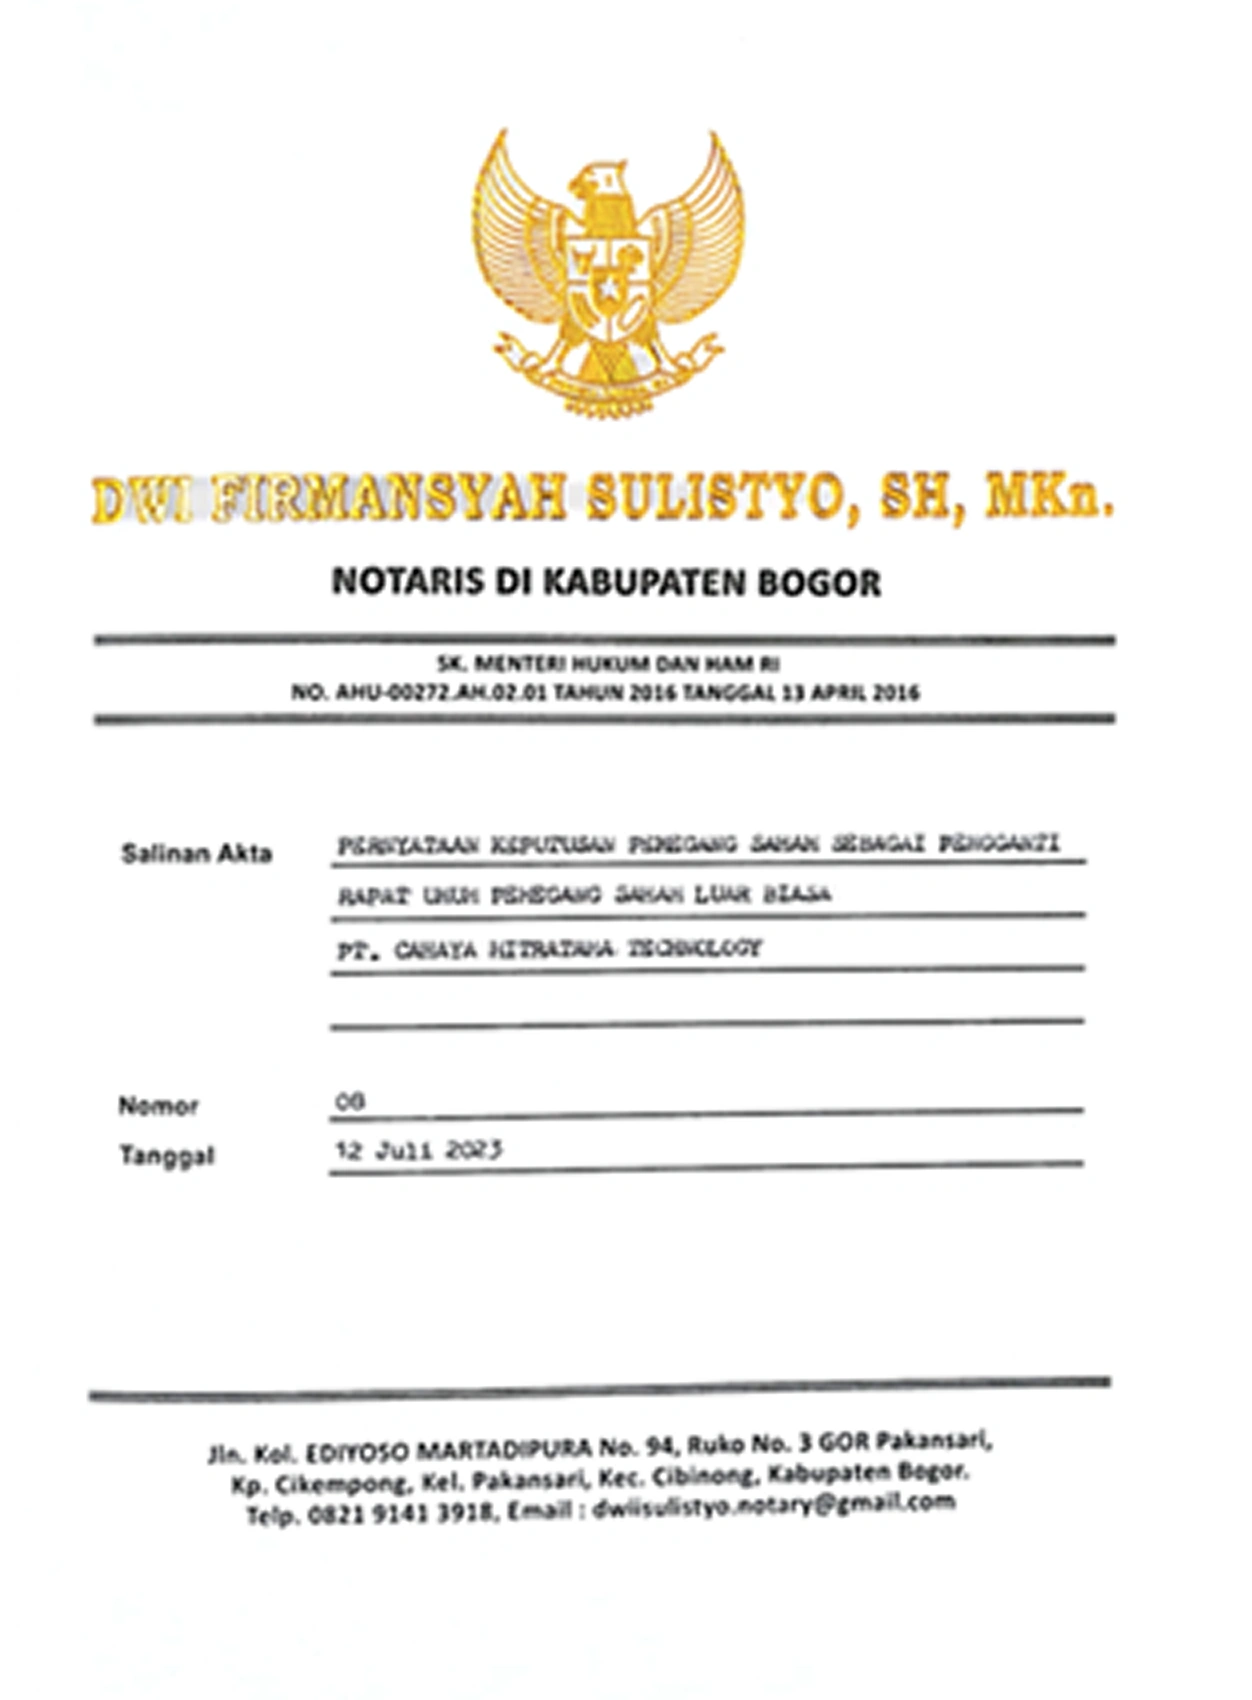 DWI FIRMANSYAH SULISTYO, SH, MKn.
NOTARIS DI KABUPATEN BOGOR
SK. MENTERI HUKUM DAN HAM RI
NO. AHU-00272.AH.02.01 TAHUN 2016 TANGGAL 13 APRIL 2016
Salinan Akta PERNYATAAN KEPUTUSAN PEMEGANG SAHAM SEBAGAI PENGGANTI
RAPAT UMUM PEMEGANG SAHAM LUAR BIASA
PT. CAHAYA MITRATAMA TECHNOLOGY
Nomor
Tanggal 12 Juli 2023
Jln. Kol. EDIYOSO MARTADIPURA No. 94, Ruko No. 3 GOR Pakansari,
Kp. Cikempong, Kel. Pakansari, Kec. Cibinong, Kabupaten Bogor.
Telp. 0821 9141 3918, Email : dwiisulistyo.notary@gmail.com